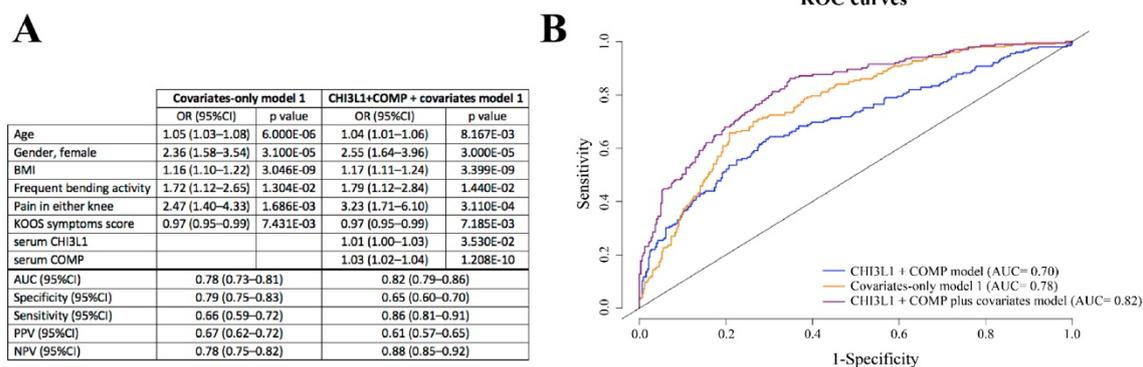 A
Covariates-only model 1 CHI3L1+COMP + covariates model 1
OR (95%CI) p value OR (95%CI) p value
Age 1.05 (1.03–1.08) 6.000E-06 1.04 (1.01–1.06) 8.167E-03
Gender, female 2.36 (1.58–3.54) 3.100E-05 2.55 (1.64–3.96) 3.000E-05
BMI 1.16 (1.10–1.22) 3.046E-09 1.17 (1.11–1.24) 3.399E-09
Frequent bending activity 1.72 (1.12–2.65) 1.304E-02 1.79 (1.12–2.84) 1.440E-02
Pain in either knee 2.47 (1.40–4.33) 1.686E-03 3.23 (1.71–6.10) 3.110E-04
KOOS symptoms score 0.97 (0.95–0.99) 7.431E-03 0.97 (0.95–0.99) 7.185E-03
serum CHI3L1 1.01 (1.00–1.03) 3.530E-02
serum COMP 1.03 (1.02–1.04) 1.208E-10
AUC (95%CI) 0.78 (0.73–0.81) 0.82 (0.79–0.86)
Specificity (95%CI) 0.79 (0.75–0.83) 0.65 (0.60–0.70)
Sensitivity (95%CI) 0.66 (0.59–0.72) 0.86 (0.81–0.91)
PPV (95%CI) 0.67 (0.62–0.72) 0.61 (0.57–0.65)
NPV (95%CI) 0.78 (0.75–0.82) 0.88 (0.85–0.92)
B
ROC curves
Sensitivity
1.0
0.8
0.6
0.4
0.2
0.0
CHI3L1 + COMP model (AUC= 0.70)
Covariates-only model 1 (AUC= 0.78)
CHI3L1 + COMP plus covariates model (AUC= 0.82)
0.0 0.2 0.4 0.6 0.8 1.0
1-Specificity